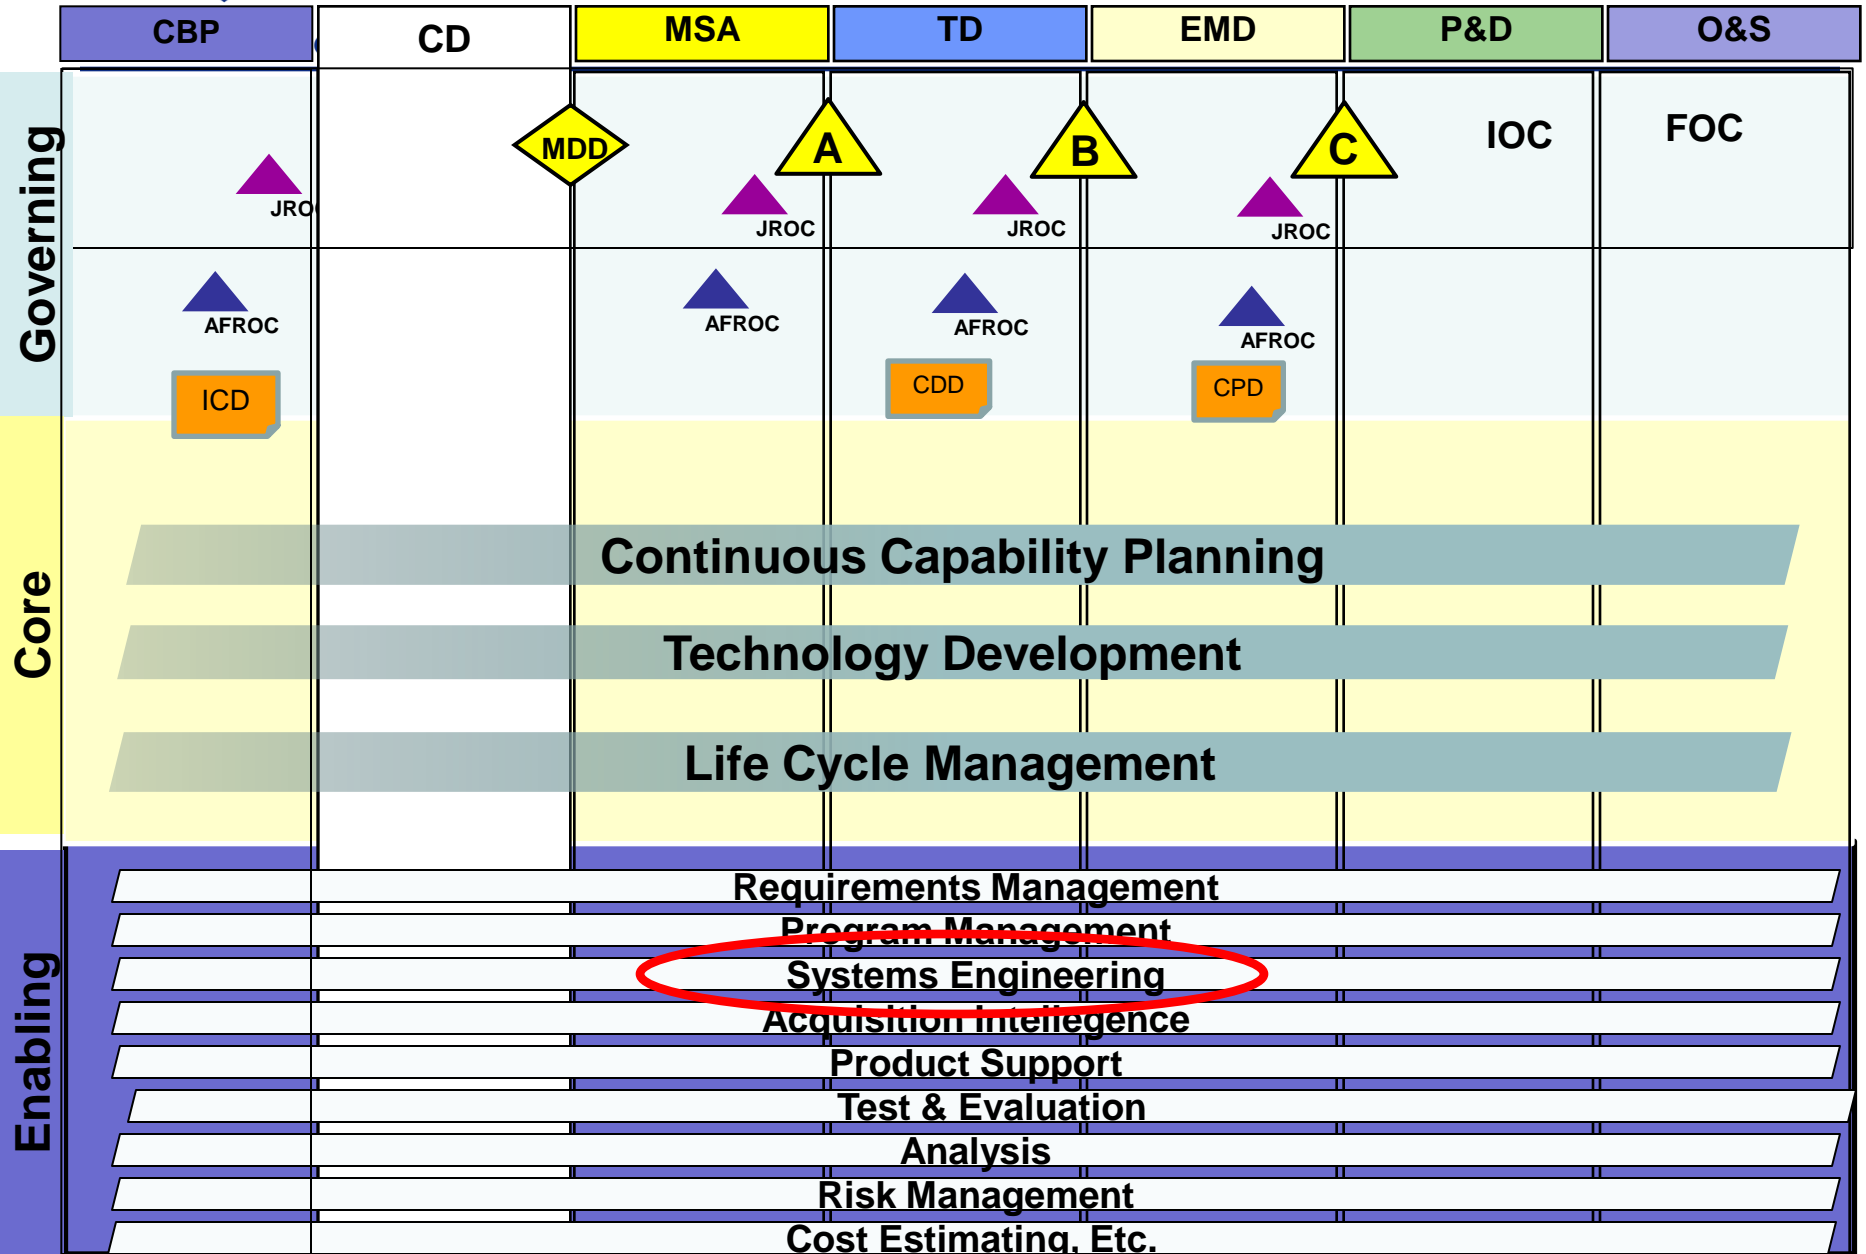 CBP
CD
MSA
TD
EMD
P&D
O&S
Governing
MDD
A
B
C
IOC
FOC
JRO
JROC
JROC
JROC
AFROC
AFROC
AFROC
AFROC
ICD
CDD
CPD
Core
Continuous Capability Planning
Technology Development
Life Cycle Management
Enabling
Requirements Management
Program Management
Systems Engineering
Acquisition Intellegence
Product Support
Test & Evaluation
Analysis
Risk Management
Cost Estimating, Etc.